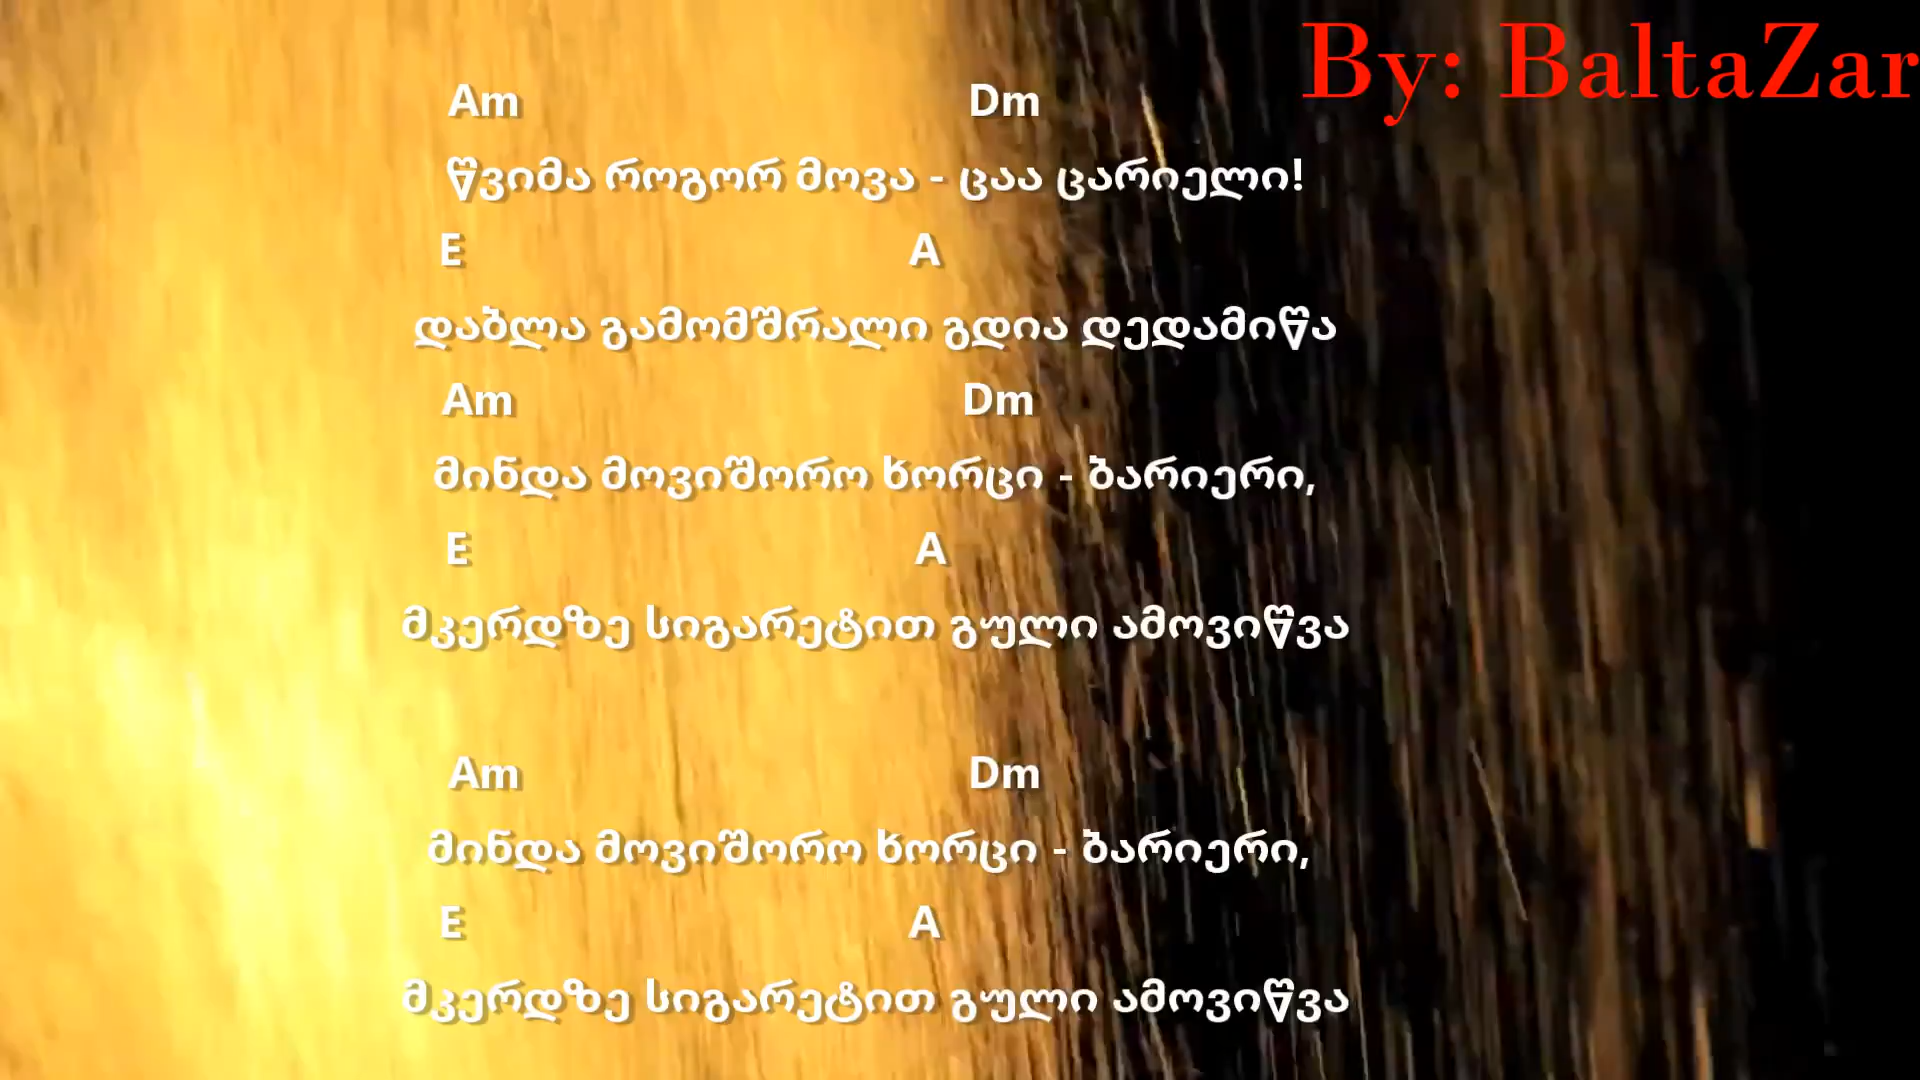 By: BaltaZar
Am Dm
წვიმა როგორ მოვა - ცაა ცარიელი!
E A
დაბლა გამომშრალი გდია დედამიწა
Am Dm
მინდა მოვიშორო ხორცი - ბარიერი,
E A
მკერდზე სიგარეტით გული ამოვიწვა
Am Dm
მინდა მოვიშორო ხორცი - ბარიერი,
E A
მკერდზე სიგარეტით გული ამოვიწვა